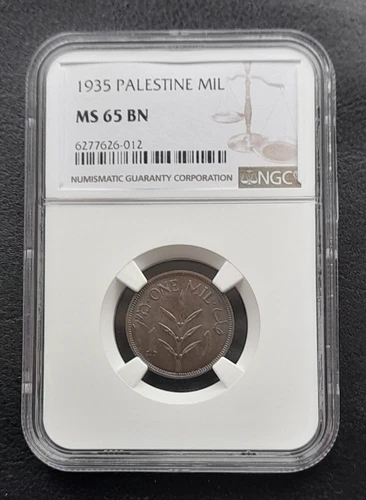 1935 PALESTINE MIL
MS 65 BN
6277626-012
NUMISMATIC GUARANTY CORPORATION
NGC
ONE MIL